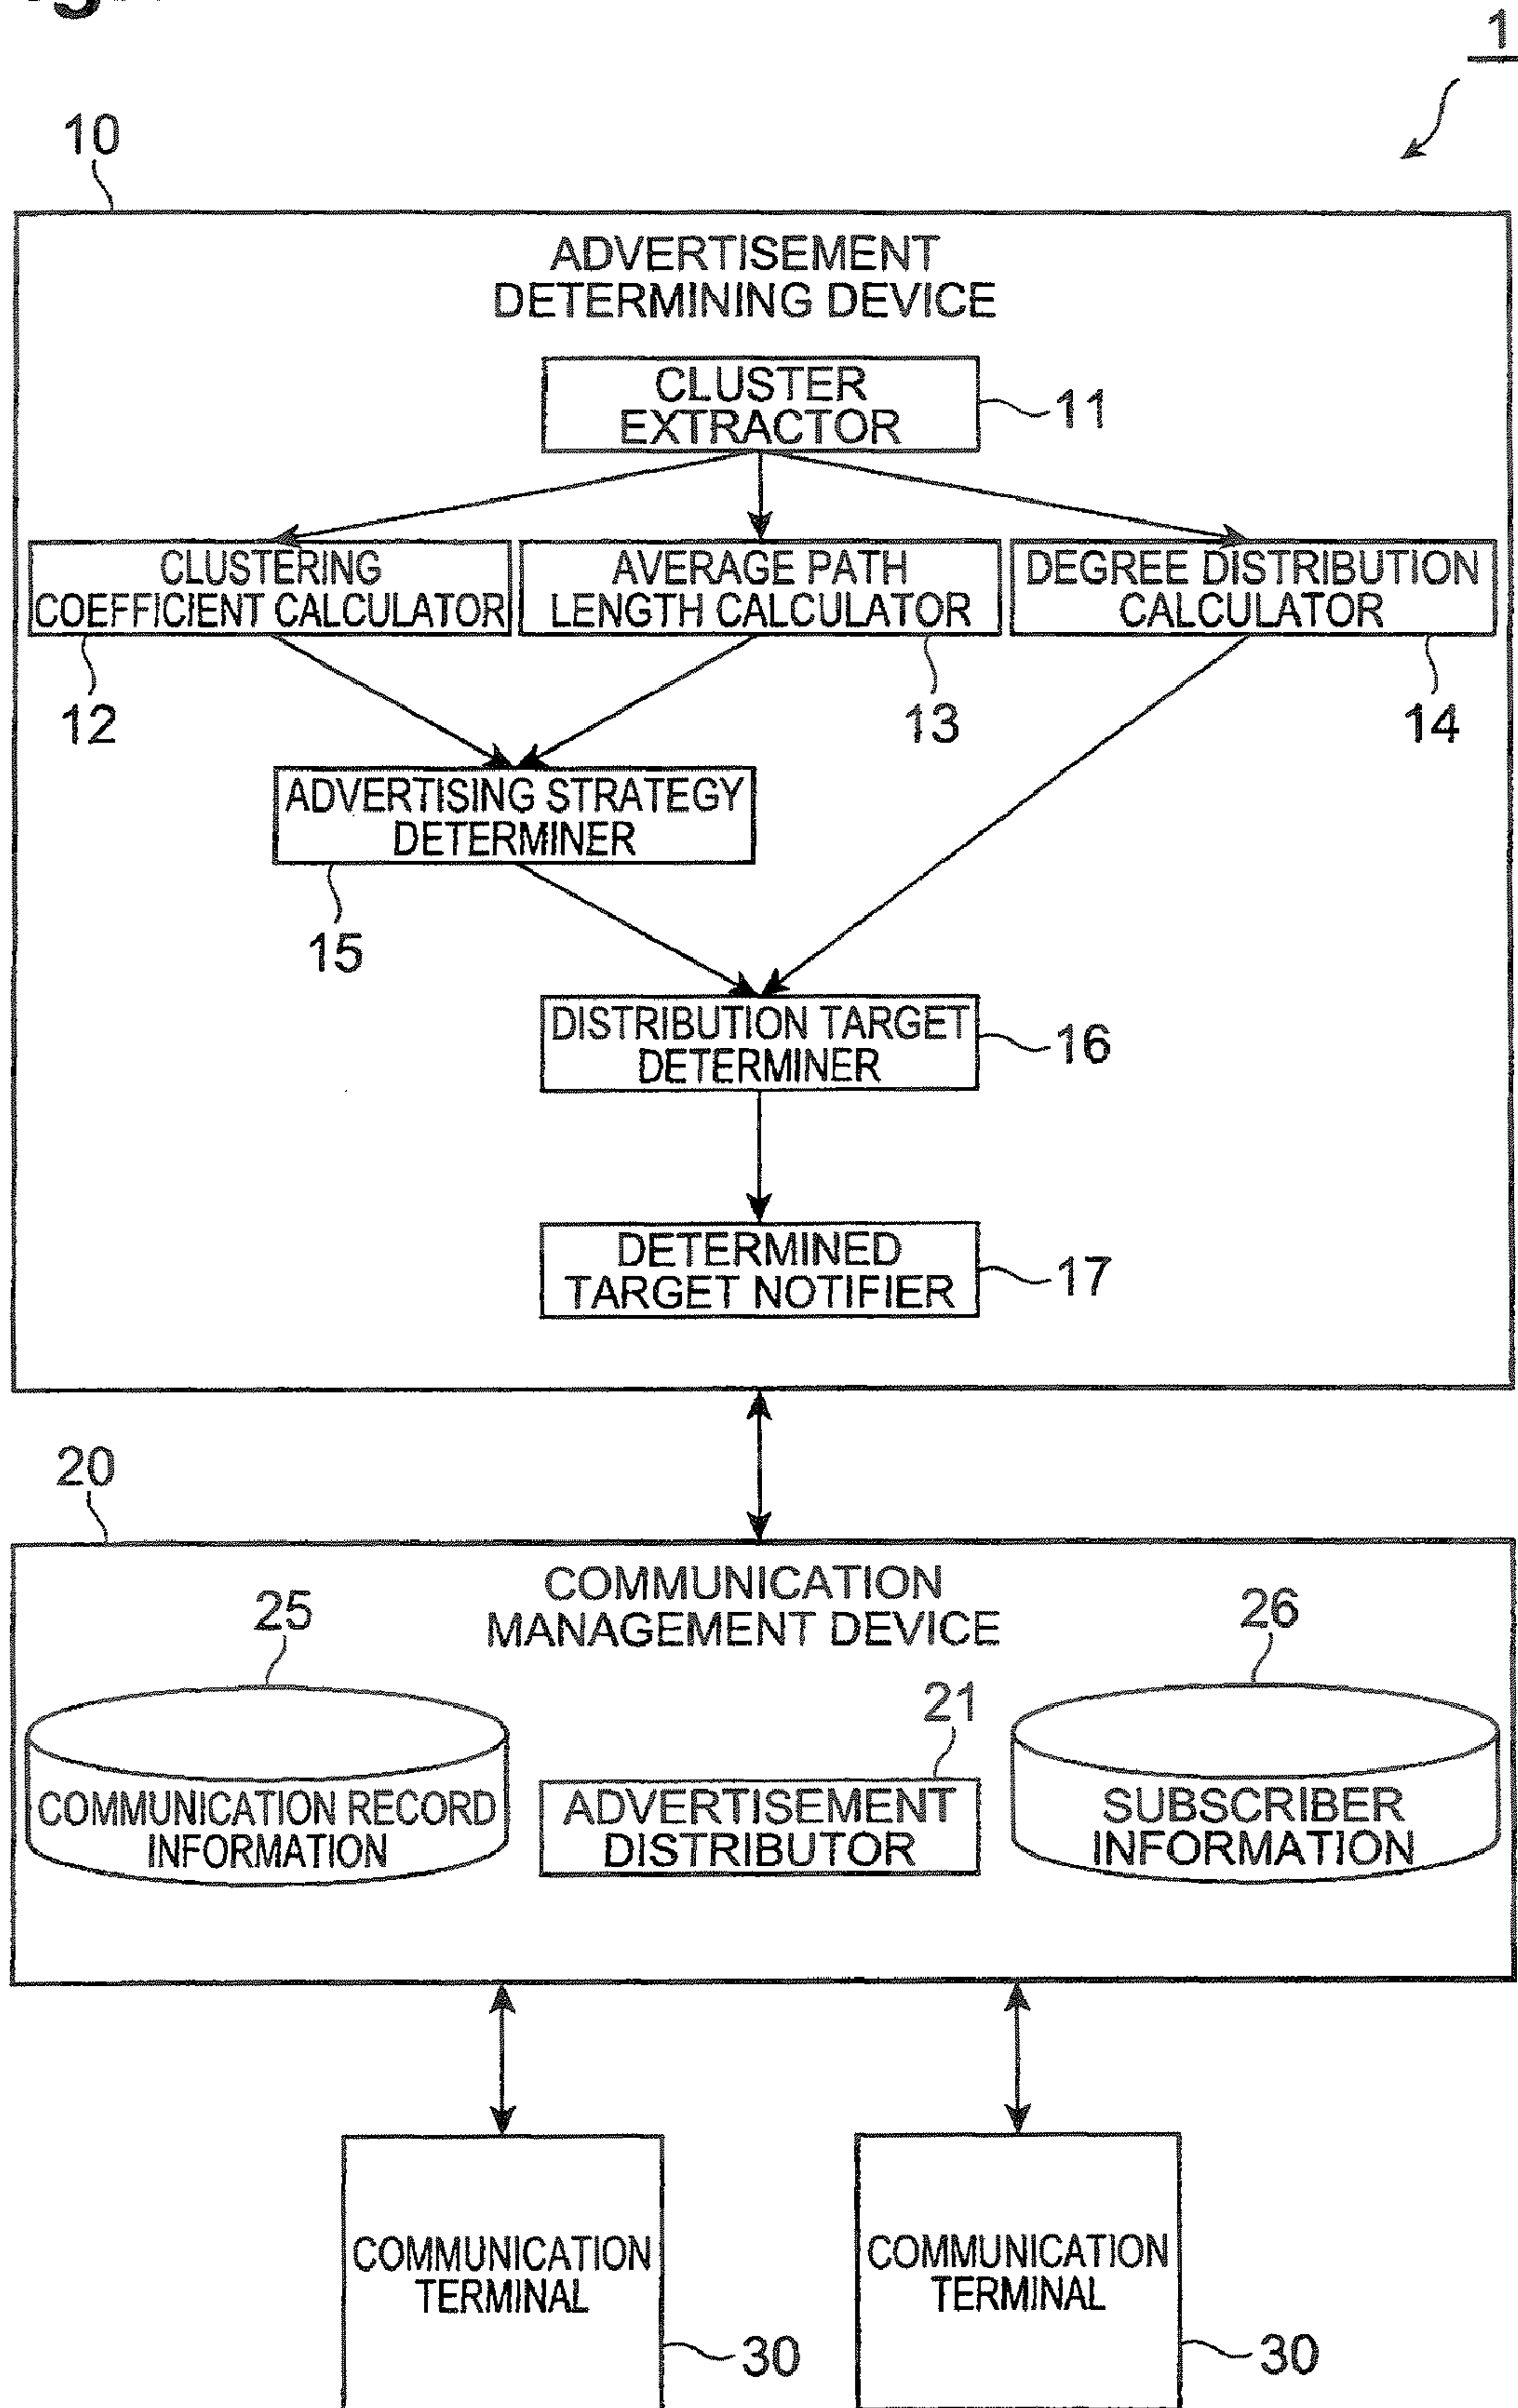 1
10
ADVERTISEMENT
DETERMINING DEVICE
CLUSTER
EXTRACTOR
11
CLUSTERING
COEFFICIENT CALCULATOR
AVERAGE PATH
LENGTH CALCULATOR
DEGREE DISTRIBUTION
CALCULATOR
12
13
14
ADVERTISING STRATEGY
DETERMINER
15
DISTRIBUTION TARGET
DETERMINER
16
DETERMINED
TARGET NOTIFIER
17
20
COMMUNICATION
MANAGEMENT DEVICE
25
26
21
COMMUNICATION RECORD
INFORMATION
ADVERTISEMENT
DISTRIBUTOR
SUBSCRIBER
INFORMATION
COMMUNICATION
TERMINAL
30
COMMUNICATION
TERMINAL
30